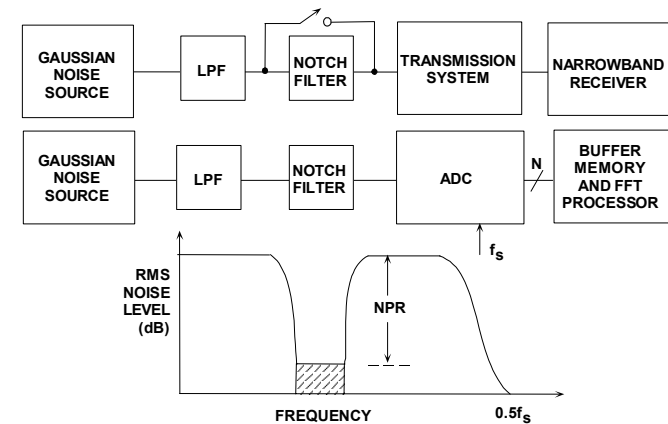 GAUSSIAN
NOISE
SOURCE
LPF
NOTCH
FILTER
TRANSMISSION
SYSTEM
NARROWBAND
RECEIVER
GAUSSIAN
NOISE
SOURCE
LPF
NOTCH
FILTER
ADC
N
BUFFER
MEMORY
AND FFT
PROCESSOR
fs
RMS
NOISE
LEVEL
(dB)
NPR
FREQUENCY
0.5fs